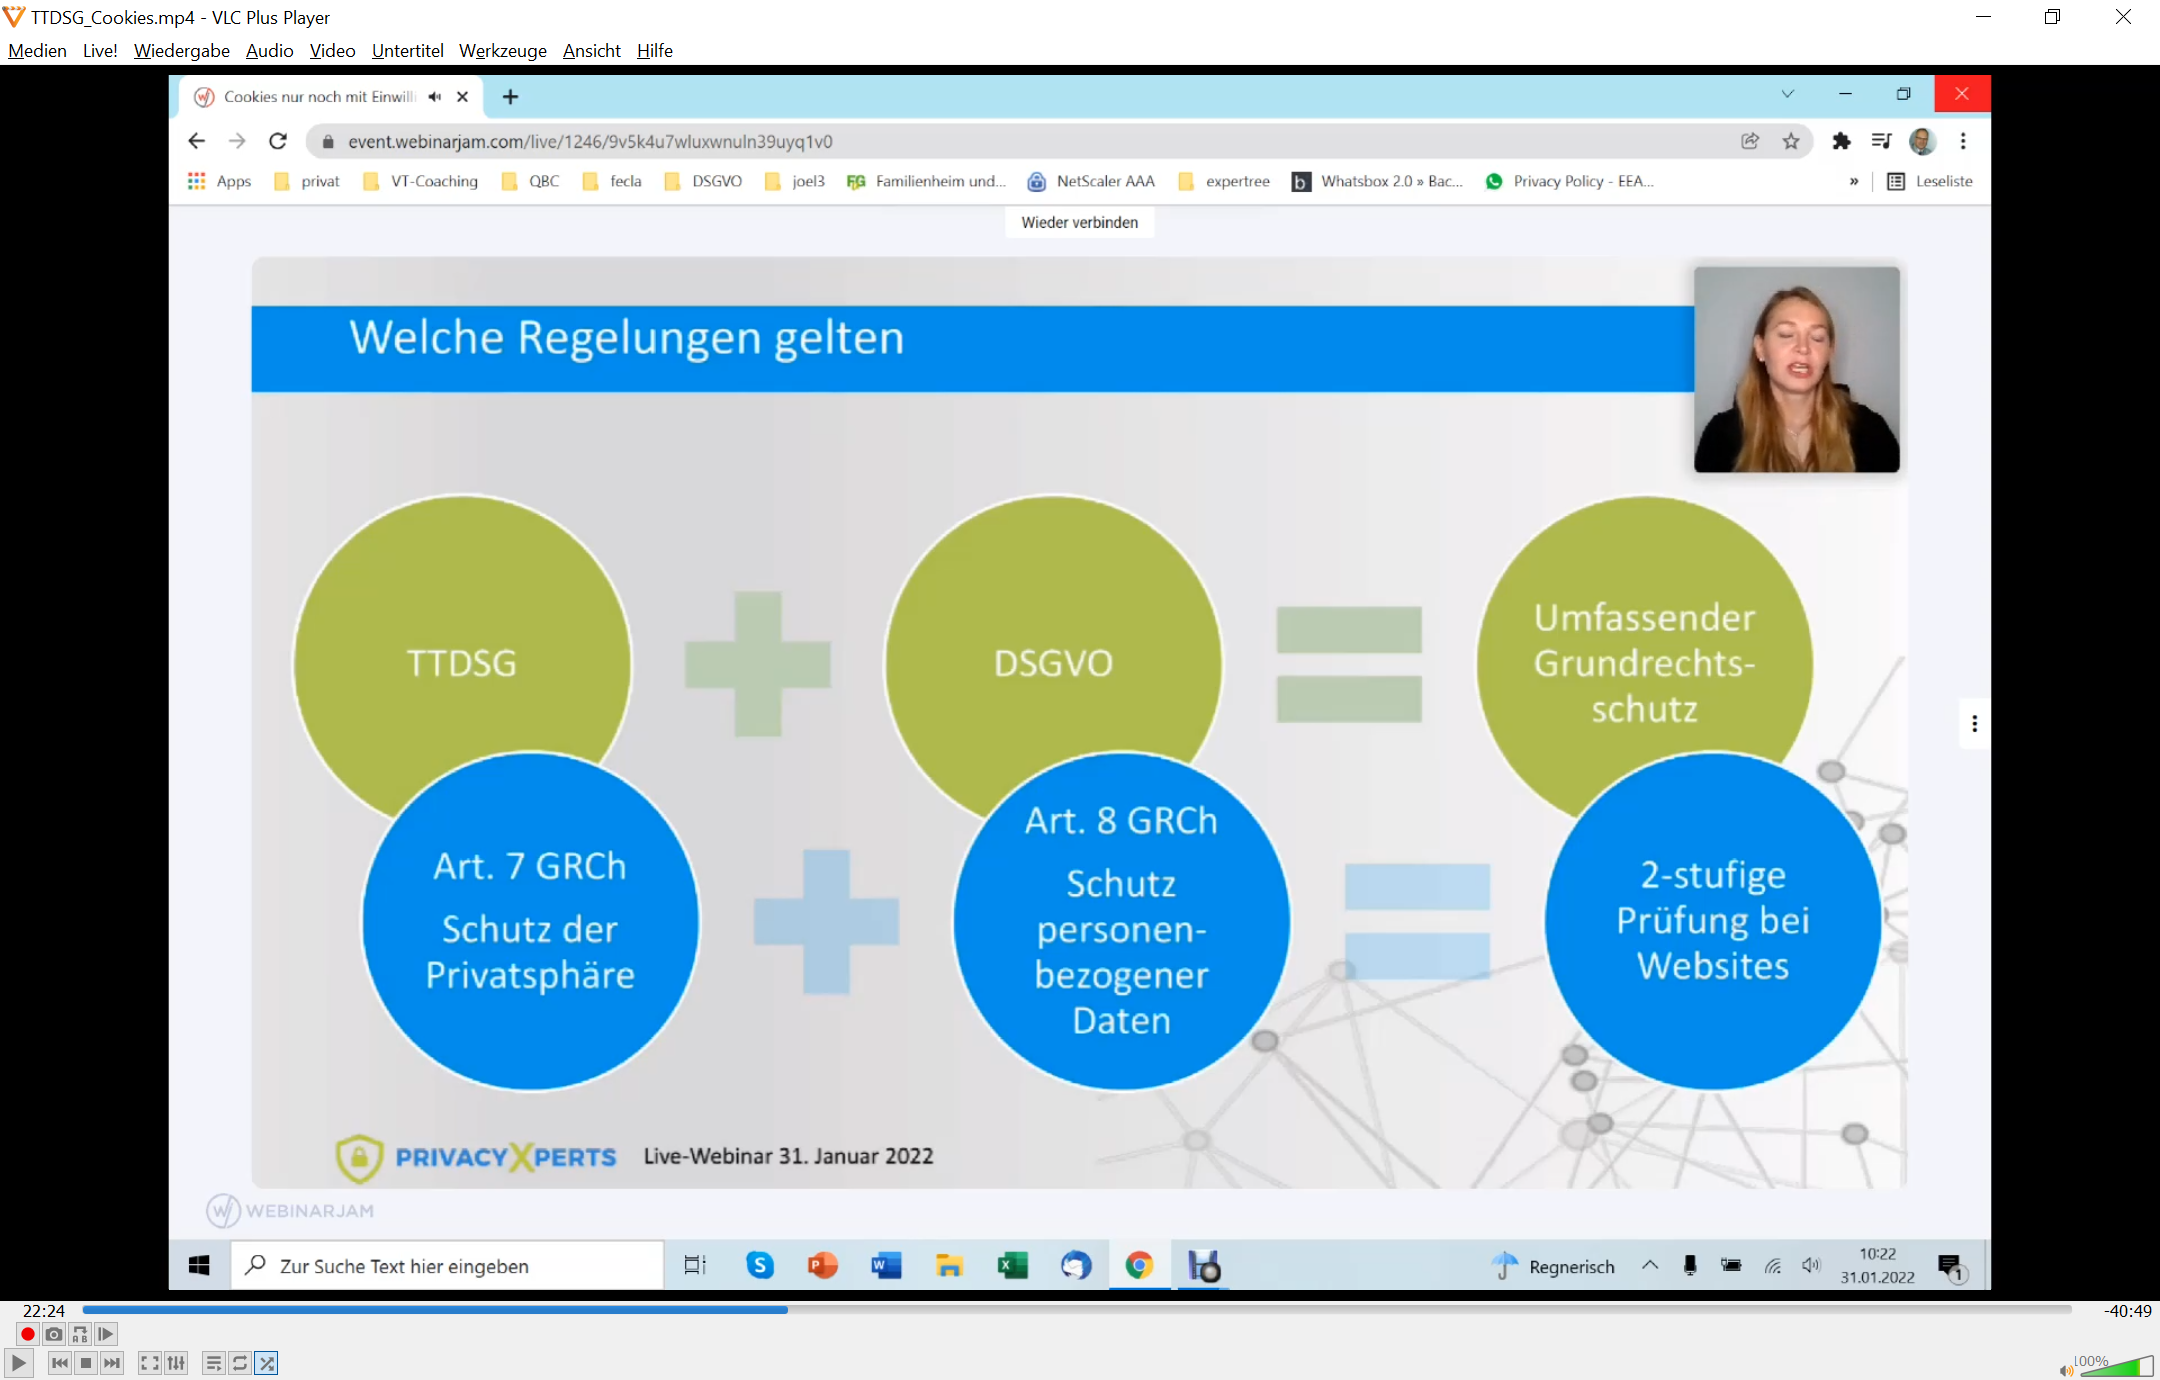 TTDSG_Cookies.mp4 - VLC Plus Player
Medien Live! Wiedergabe Audio Video Untertitel Werkzeuge Ansicht Hilfe
Cookies nur noch mit Einwilli
event.webinarjam.com/live/1246/9v5k4u7wluxwnuln39uyq1v0
Apps privat VT-Coaching QBC fecla DSGVO joel3 FG Familienheim und... NetScaler AAA expertree b Whatsbox 2.0 » Bac... Privacy Policy - EEA... » Leseliste
Wieder verbinden
Welche Regelungen gelten
TTDSG
DSGVO
Umfassender
Grundrechts-
schutz
Art. 7 GRCh
Schutz der
Privatsphäre
Art. 8 GRCh
Schutz
personen-
bezogener
Daten
2-stufige
Prüfung bei
Websites
PRIVACYXPERTS Live-Webinar 31. Januar 2022
WEBINARJAM
Zur Suche Text hier eingeben
Regnerisch
10:22
31.01.2022
1
22:24
-40:49
100%